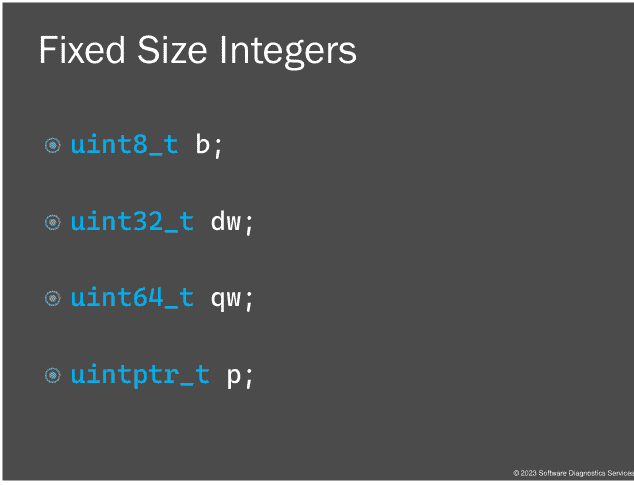 Fixed Size Integers
uint8_t b;
uint32_t dw;
uint64_t qw;
uintptr_t p;
© 2023 Software Diagnostics Services